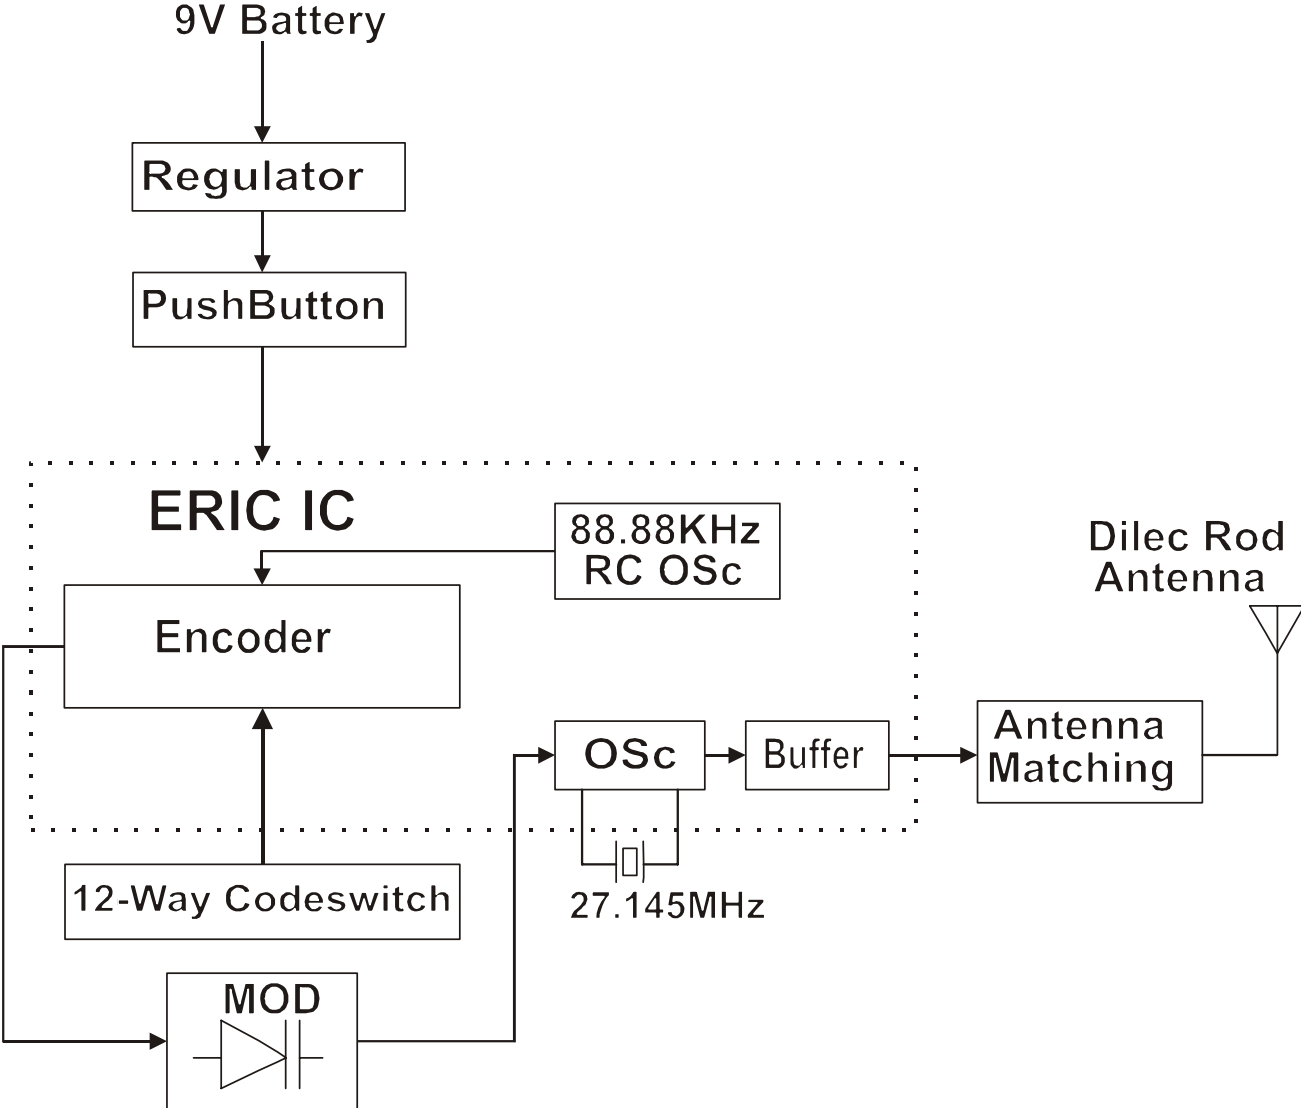 9V Battery
Regulator
PushButton
ERIC IC
88.88KHz
RC OSc
Encoder
Dilec Rod
Antenna
OSc
Buffer
Antenna
Matching
12-Way Codeswitch
27.145MHz
MOD